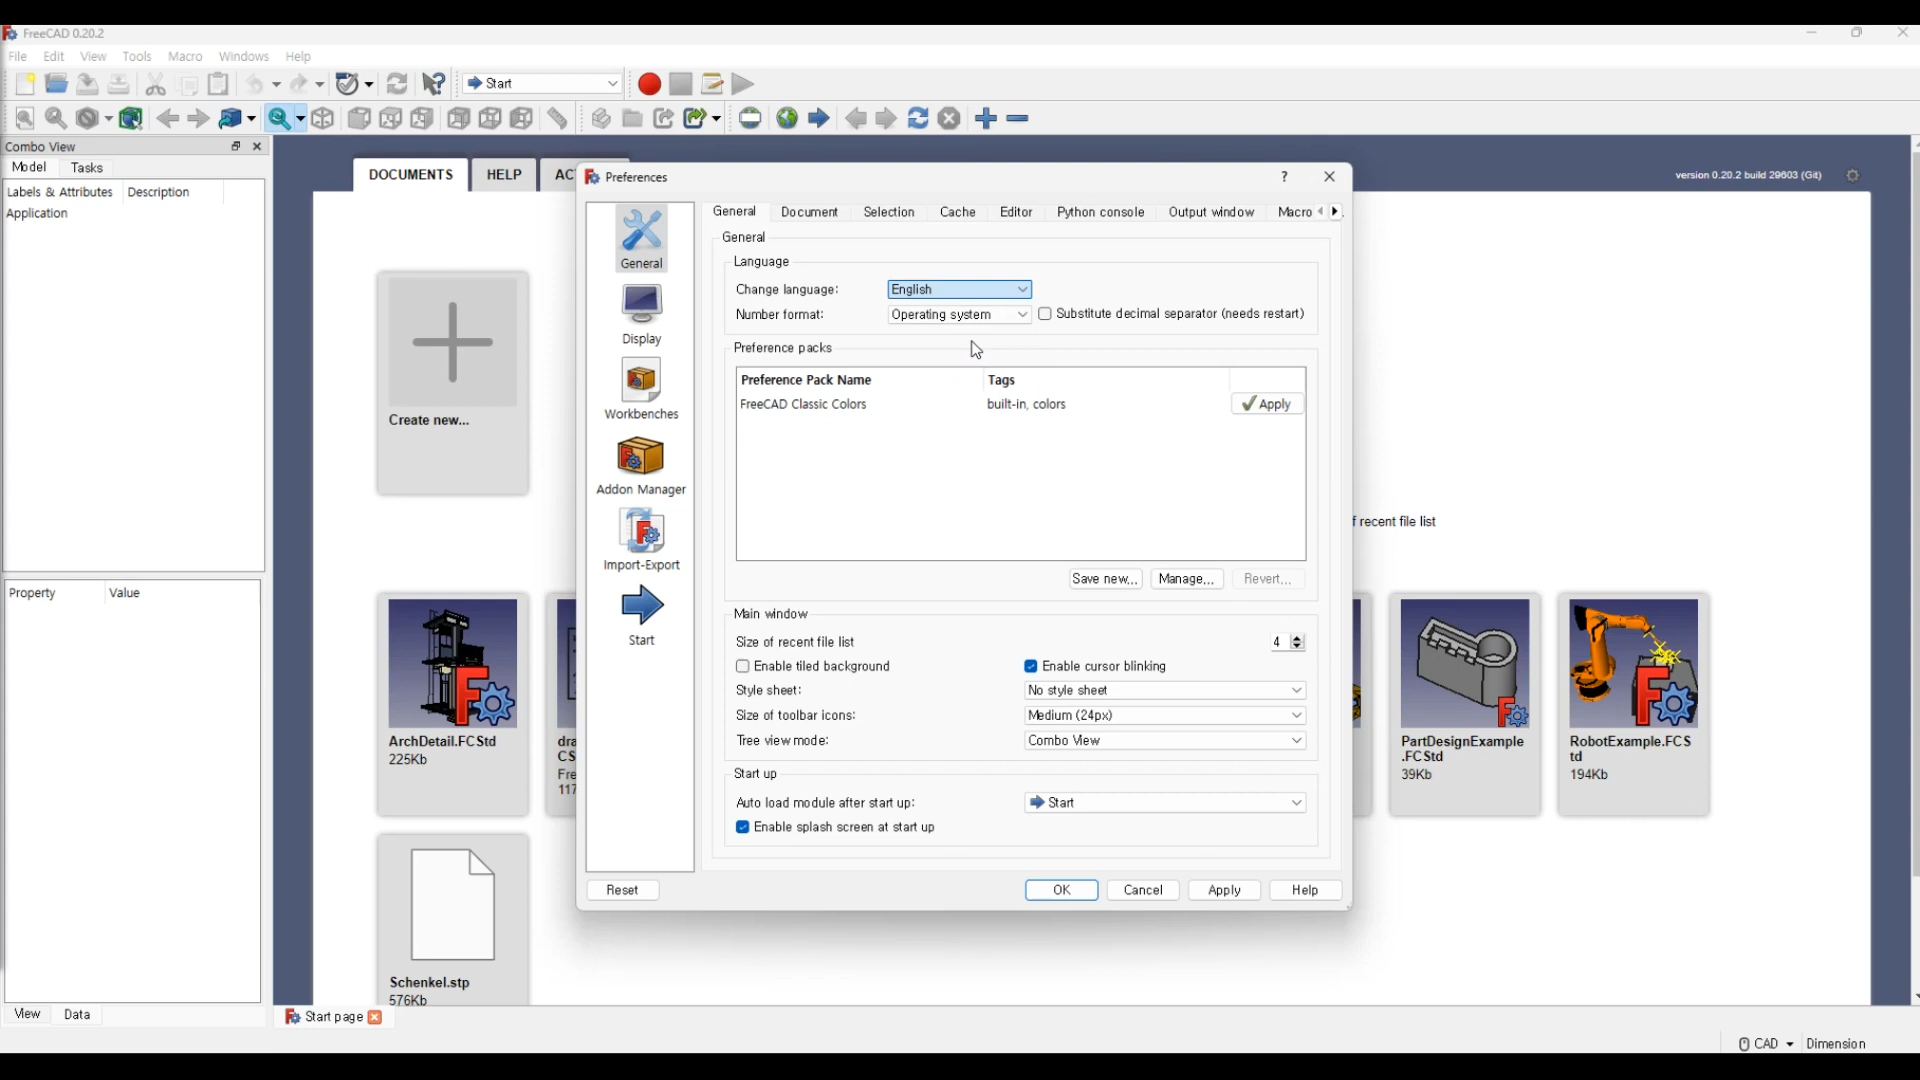 FreeCAD 0.20.2
File Edit View Tools Macro Windows Help
Start
Combo View
Model Tasks
Labels & Attributes Description
Application
Property Value
View Data
DOCUMENTS HELP AC
version 0.20.2 build 29603 (Git)
Create new...
f recent file list
ArchDetail.FCStd
225Kb
dra
CS
Fre
117
PartDesignExample
.FCStd
39Kb
RobotExample.FCS
td
194Kb
Schenkel.stp
576Kb
Preferences
?
General
Display
Workbenches
Addon Manager
Import-Export
Start
General Document Selection Cache Editor Python console Output window Macro
General
Language
Change language: English
Number format: Operating system Substitute decimal separator (needs restart)
Preference packs
Preference Pack Name Tags
FreeCAD Classic Colors built-in, colors Apply
Save new... Manage... Revert...
Main window
Size of recent file list 4
Enable tiled background Enable cursor blinking
Style sheet: No style sheet
Size of toolbar icons: Medium (24px)
Tree view mode: Combo View
Start up
Auto load module after start up: Start
Enable splash screen at start up
Reset OK Cancel Apply Help
Start page
CAD Dimension